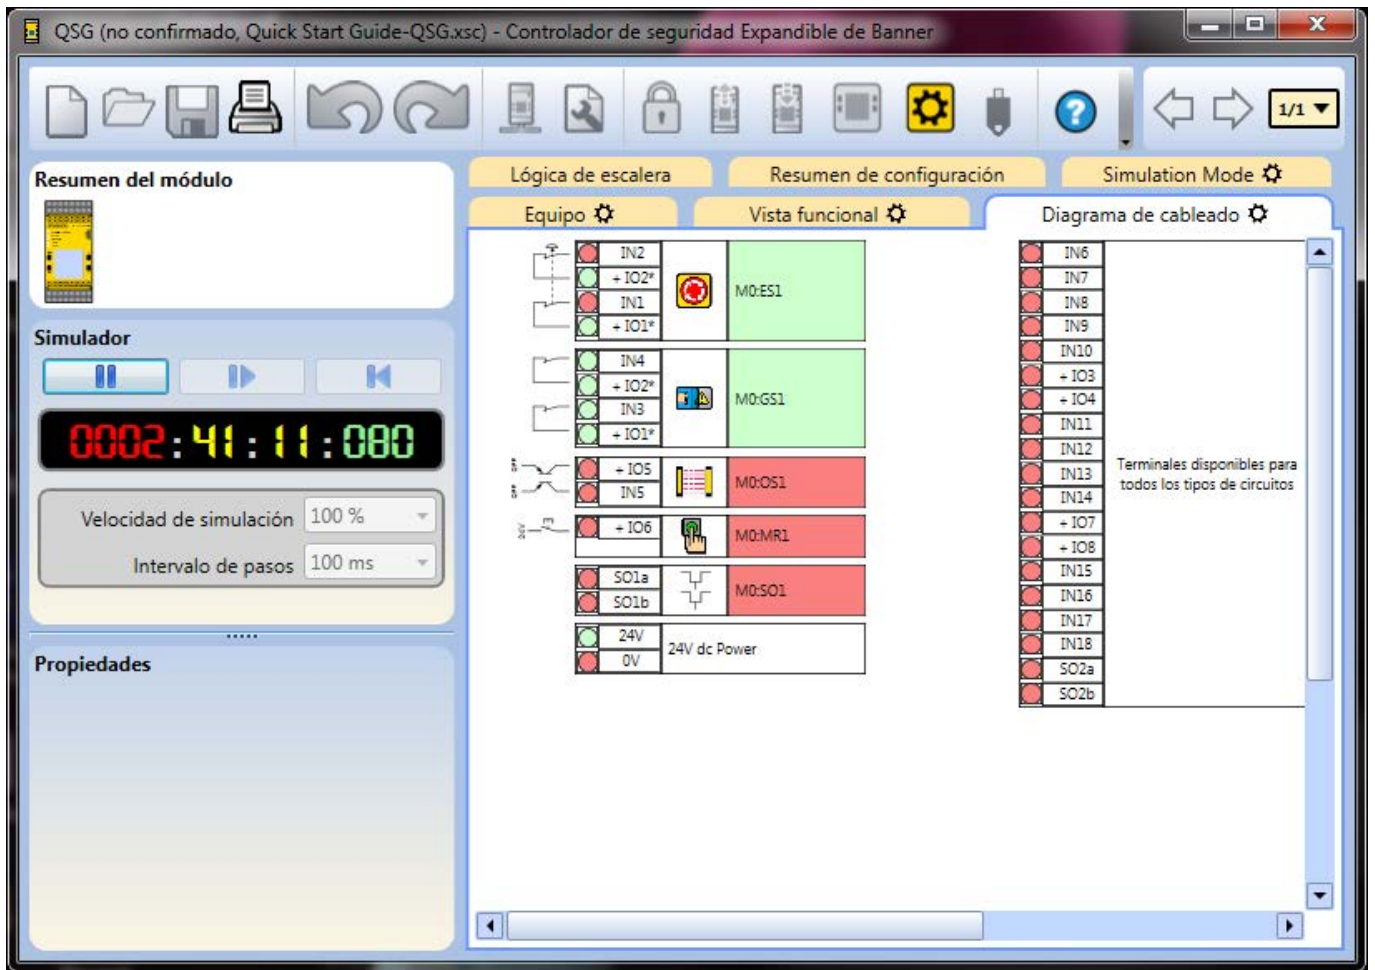 QSG (no confirmado, Quick Start Guide-QSG.xsc) - Controlador de seguridad Expandible de Banner
1/1
Resumen del módulo
Simulador
0002:41:11:080
Velocidad de simulación 100 %
Intervalo de pasos 100 ms
Propiedades
Lógica de escalera
Resumen de configuración
Simulation Mode
Equipo
Vista funcional
Diagrama de cableado
IN2
+ IO2*
IN1
+ IO1*
M0:ES1
IN4
+ IO2*
IN3
+ IO1*
M0:GS1
OFF
OFF
+ IO5
IN5
M0:OS1
24V
+ IO6
M0:MR1
SO1a
SO1b
M0:SO1
24V
0V
24V dc Power
IN6
IN7
IN8
IN9
IN10
+ IO3
+ IO4
IN11
IN12
IN13
IN14
+ IO7
+ IO8
IN15
IN16
IN17
IN18
SO2a
SO2b
Terminales disponibles para
todos los tipos de circuitos